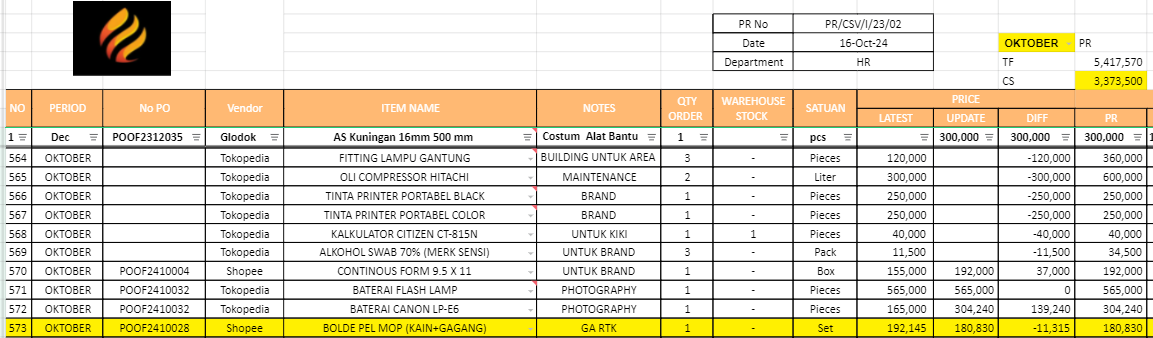 PR No PR/CSV/I/23/02
Date 16-Oct-24 OKTOBER PR
Department HR TF 5,417,570
CS 3,373,500
NO PERIOD No PO Vendor ITEM NAME NOTES QTY ORDER WAREHOUSE STOCK SATUAN PRICE
LATEST UPDATE DIFF PR
1 Dec POOF2312035 Glodok AS Kuningan 16mm 500 mm Costum Alat Bantu 1 pcs 300,000 300,000 300,000 1
564 OKTOBER Tokopedia FITTING LAMPU GANTUNG BUILDING UNTUK AREA 3 - Pieces 120,000 -120,000 360,000
565 OKTOBER Tokopedia OLI COMPRESSOR HITACHI MAINTENANCE 2 - Liter 300,000 -300,000 600,000
566 OKTOBER Tokopedia TINTA PRINTER PORTABEL BLACK BRAND 1 - Pieces 250,000 -250,000 250,000
567 OKTOBER Tokopedia TINTA PRINTER PORTABEL COLOR BRAND 1 - Pieces 250,000 -250,000 250,000
568 OKTOBER Tokopedia KALKULATOR CITIZEN CT-815N UNTUK KIKI 1 1 Pieces 40,000 -40,000 40,000
569 OKTOBER Tokopedia ALKOHOL SWAB 70% (MERK SENSI) UNTUK BRAND 3 - Pack 11,500 -11,500 34,500
570 OKTOBER POOF2410004 Shopee CONTINOUS FORM 9.5 X 11 UNTUK BRAND 1 - Box 155,000 192,000 37,000 192,000
571 OKTOBER POOF2410032 Tokopedia BATERAI FLASH LAMP PHOTOGRAPHY 1 - Pieces 565,000 565,000 0 565,000
572 OKTOBER POOF2410032 Tokopedia BATERAI CANON LP-E6 PHOTOGRAPHY 1 - Pieces 165,000 304,240 139,240 304,240
573 OKTOBER POOF2410028 Shopee BOLDE PEL MOP (KAIN+GAGANG) GA RTK 1 - Set 192,145 180,830 -11,315 180,830